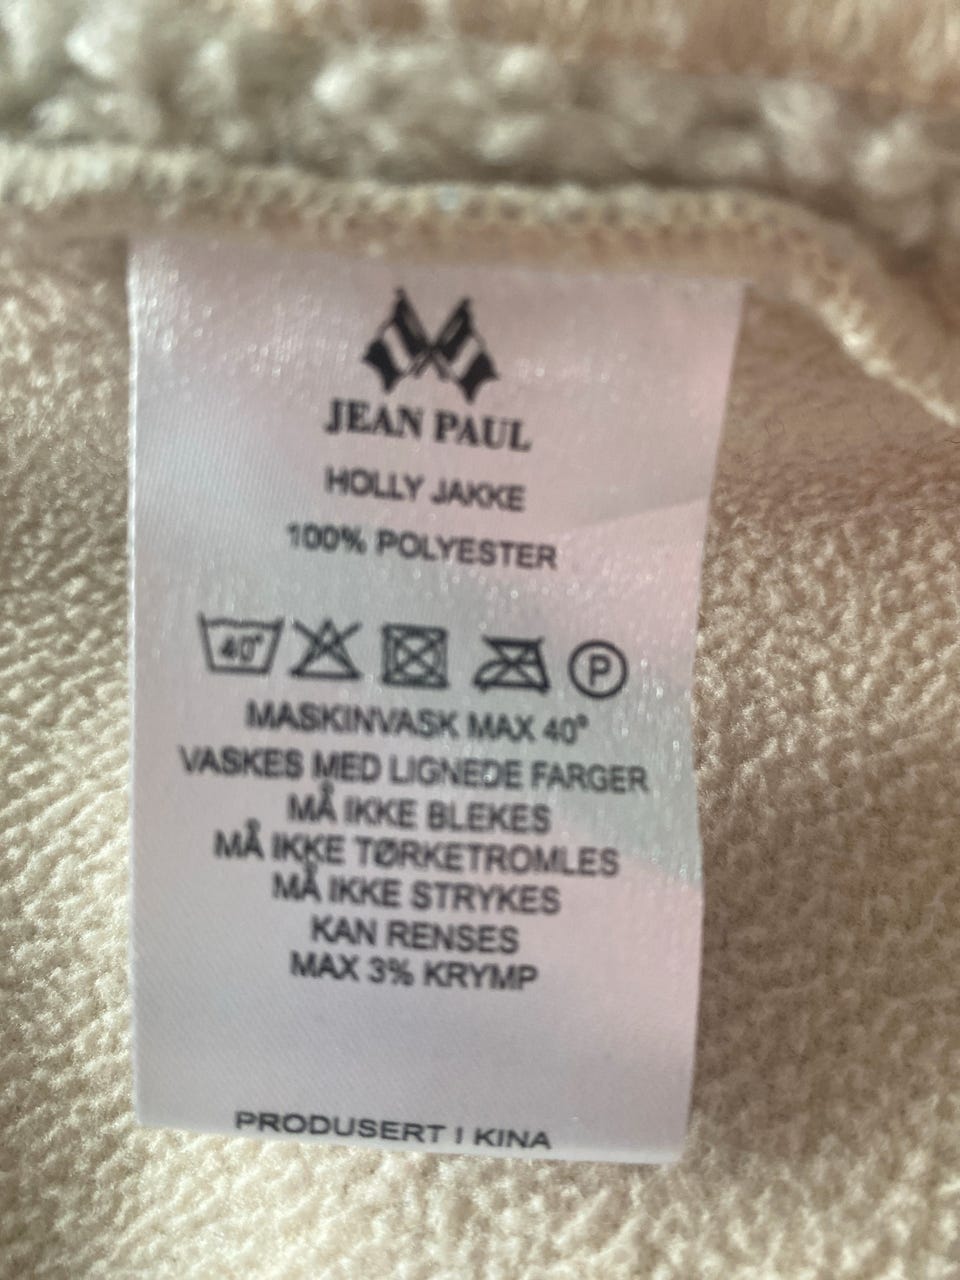 JEAN PAUL
HOLLY JAKKE
100% POLYESTER
40° P
MASKINVASK MAX 40°
VASKES MED LIGNEDE FARGER
MÅ IKKE BLEKES
MÅ IKKE TØRKETROMLES
MÅ IKKE STRYKES
KAN RENSES
MAX 3% KRYMP
PRODUSERT I KINA